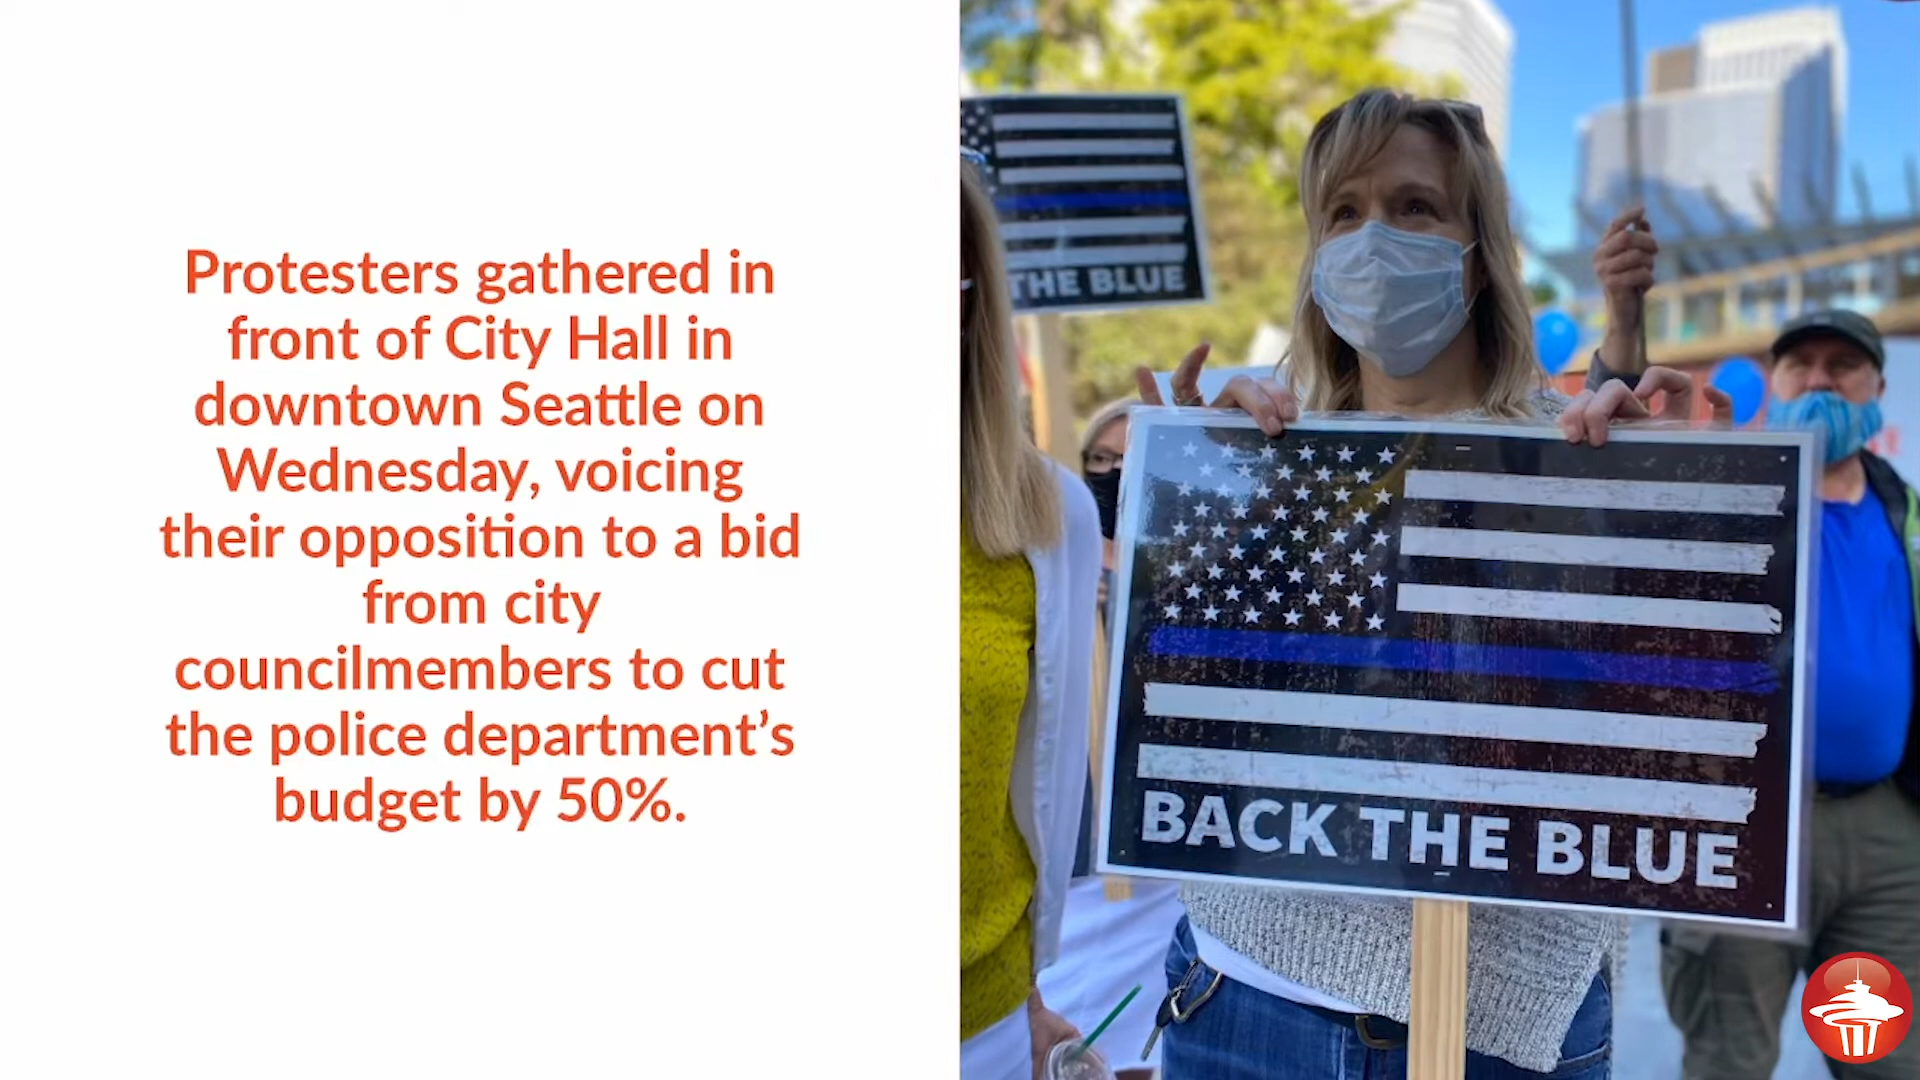 Protesters gathered in
front of City Hall in
downtown Seattle on
Wednesday, voicing
their opposition to a bid
from city
councilmembers to cut
the police department’s
budget by 50%.
THE BLUE
BACK THE BLUE